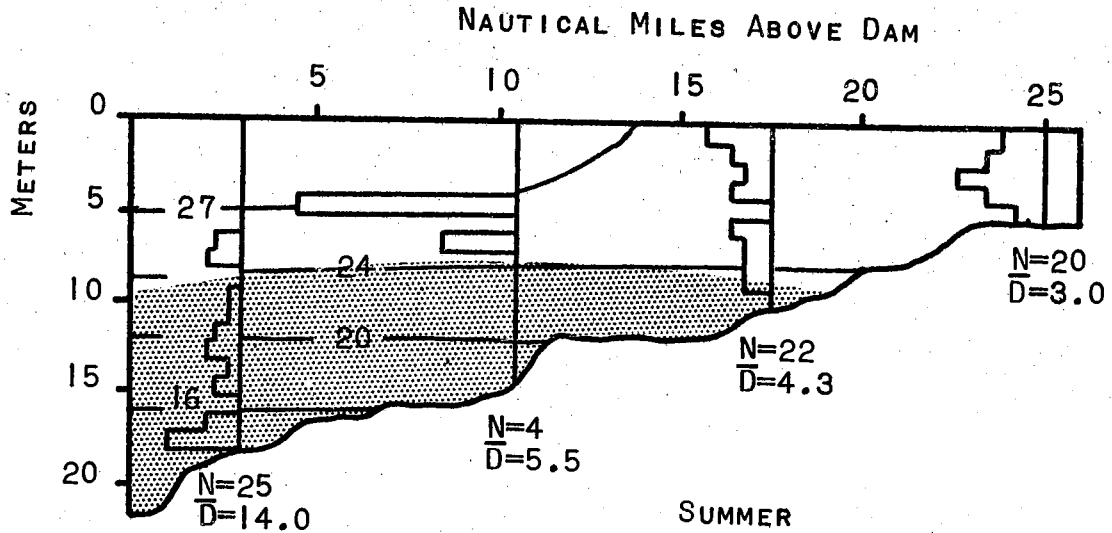 NAUTICAL MILES ABOVE DAM
5
10
15
20
25
METERS
0
5
10
15
20
27
24
20
16
N=20
D̅=3.0
N=22
D̅=4.3
N=4
D̅=5.5
N=25
D̅=14.0
SUMMER